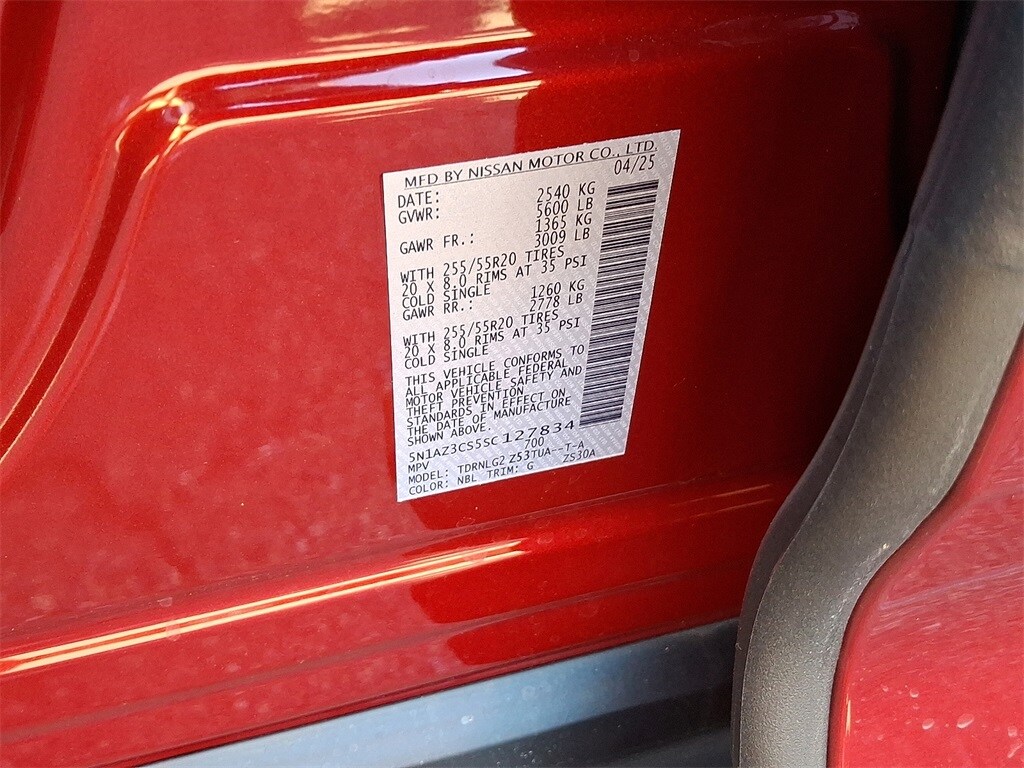 MFD BY NISSAN MOTOR CO., LTD.
DATE: 04/25
GVWR: 2540 KG
5600 LB
GAWR FR.: 1365 KG
3009 LB
WITH 255/55R20 TIRES
20 X 8.0 RIMS AT 35 PSI
COLD SINGLE
GAWR RR.: 1260 KG
2778 LB
WITH 255/55R20 TIRES
20 X 8.0 RIMS AT 35 PSI
COLD SINGLE
THIS VEHICLE CONFORMS TO
ALL APPLICABLE FEDERAL
MOTOR VEHICLE SAFETY AND
THEFT PREVENTION
STANDARDS IN EFFECT ON
THE DATE OF MANUFACTURE
SHOWN ABOVE.
5N1AZ3CS5SC127834
MPV 700
MODEL: TDRNLG2 Z53TUA--T-A
COLOR: NBL TRIM: G ZS30A